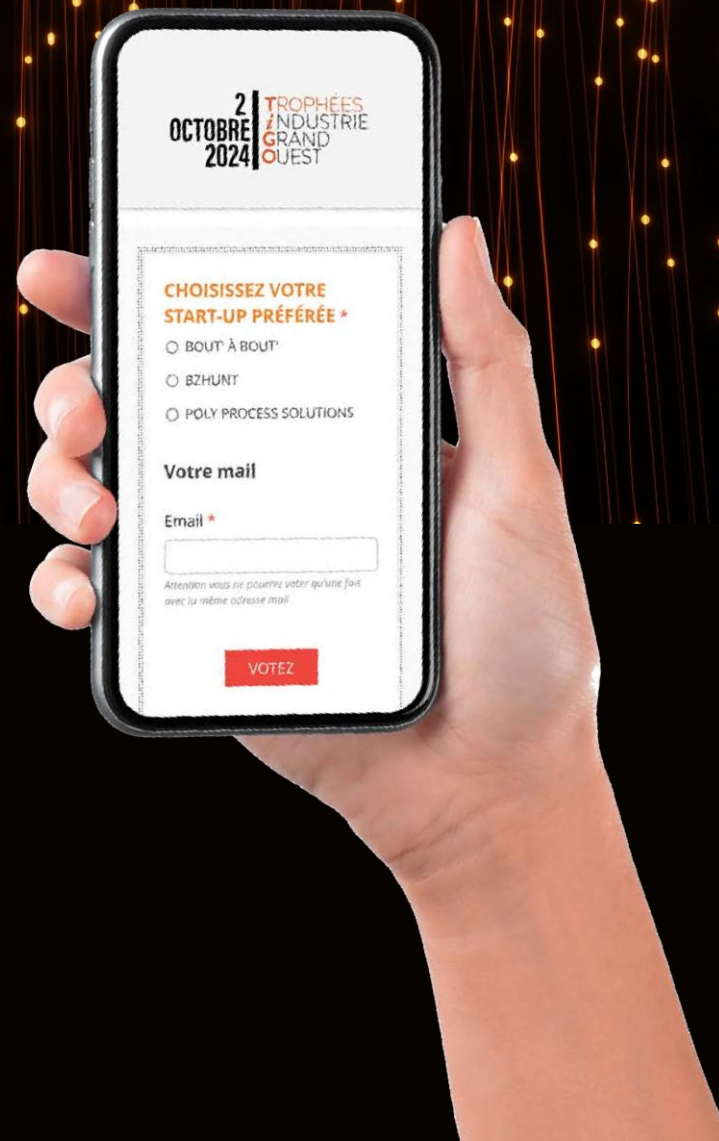 2
OCTOBRE
2024
TROPHÉES
iNDUSTRIE
GRAND
OUEST
CHOISISSEZ VOTRE
START-UP PRÉFÉRÉE *
BOUT' À BOUT'
BZHUNT
POLY PROCESS SOLUTIONS
Votre mail
Email *
Attention vous ne pourrez voter qu'une fois
avec la même adresse mail
VOTEZ